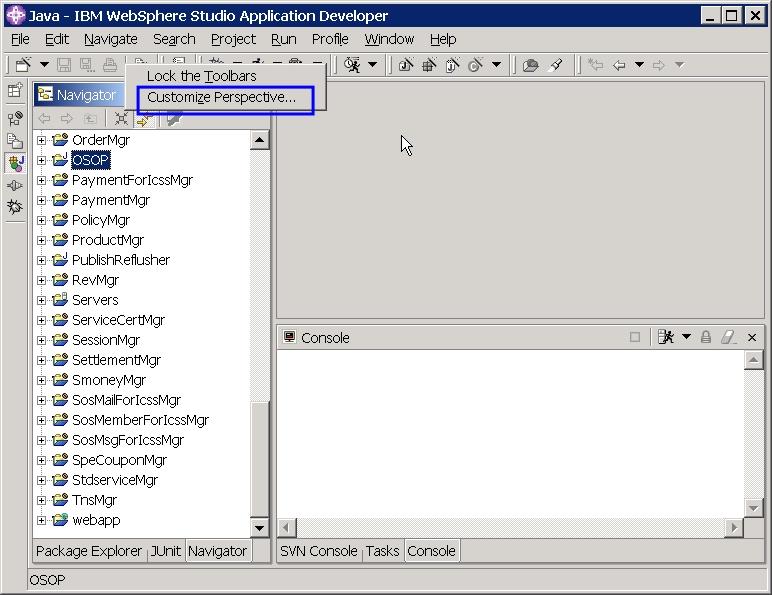 Java - IBM WebSphere Studio Application Developer
File Edit Navigate Search Project Run Profile Window Help
Lock the Toolbars
Customize Perspective...
Navigator
OrderMgr
OSOP
PaymentForIcssMgr
PaymentMgr
PolicyMgr
ProductMgr
PublishReflusher
RevMgr
Servers
ServiceCertMgr
SessionMgr
SettlementMgr
SmoneyMgr
SosMailForIcssMgr
SosMemberForIcssMgr
SosMsgForIcssMgr
SpeCouponMgr
StdserviceMgr
TnsMgr
webapp
Package Explorer JUnit Navigator
Console
SVN Console Tasks Console
OSOP